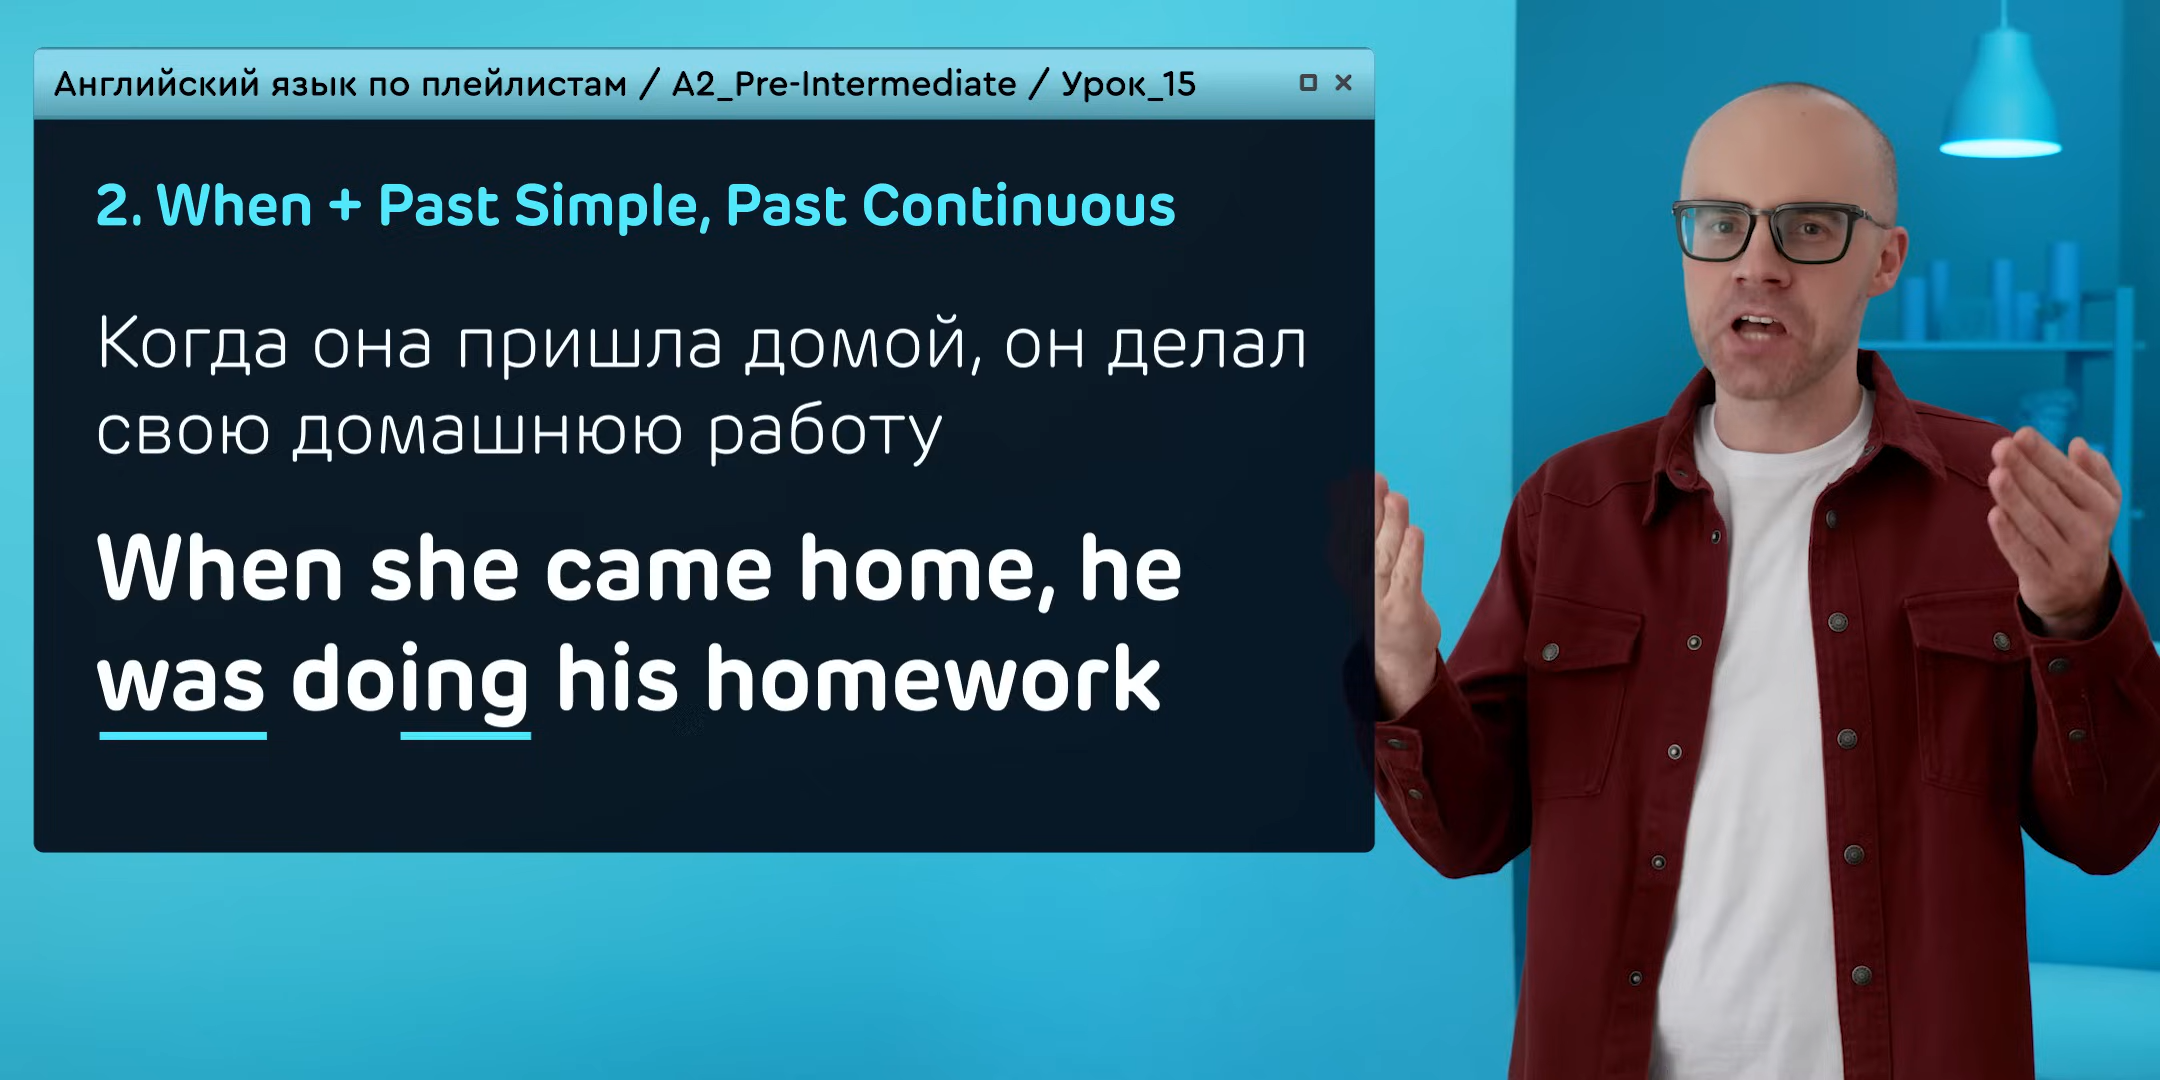 Английский язык по плейлистам / A2_Pre-Intermediate / Урок_15
2. When + Past Simple, Past Continuous
Когда она пришла домой, он делал
свою домашнюю работу
When she came home, he
was doing his homework